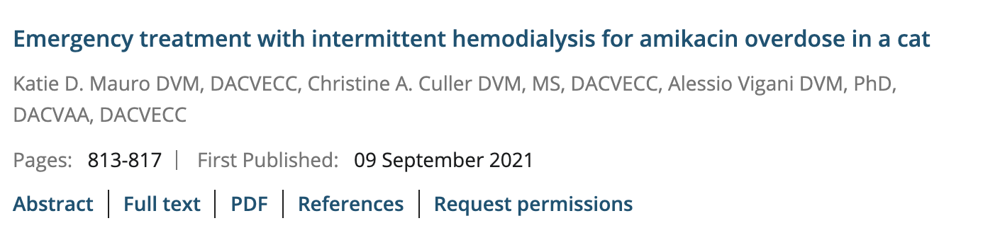 Emergency treatment with intermittent hemodialysis for amikacin overdose in a cat
Katie D. Mauro DVM, DACVECC, Christine A. Culler DVM, MS, DACVECC, Alessio Vigani DVM, PhD,
DACVAA, DACVECC
Pages: 813-817 | First Published: 09 September 2021
Abstract | Full text | PDF | References | Request permissions